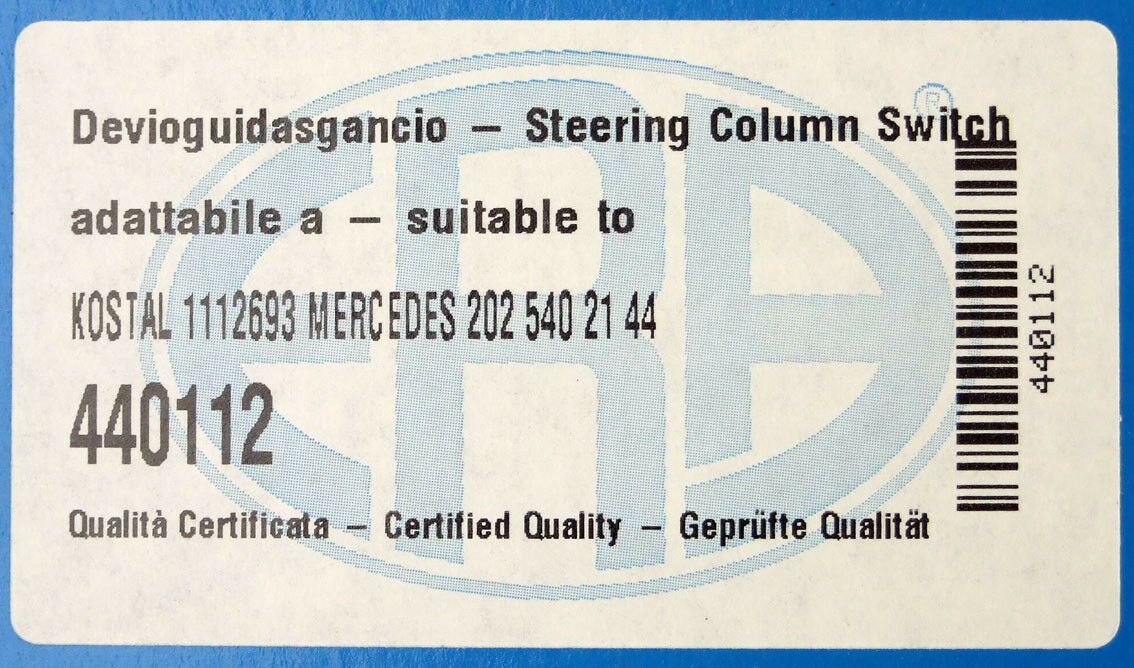 Devioguidasgancio – Steering Column Switch
adattabile a – suitable to
KOSTAL 1112693 MERCEDES 202 540 21 44
440112
Qualità Certificata – Certified Quality – Geprüfte Qualität
440112
ERA
®